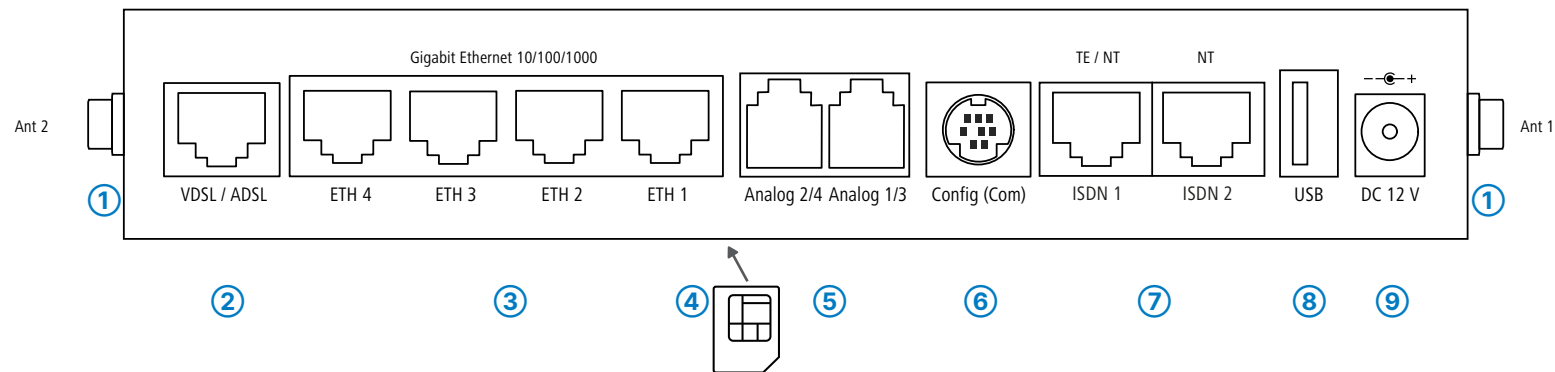 Gigabit Ethernet 10/100/1000 TE / NT NT
Ant 2 Ant 1
VDSL / ADSL ETH 4 ETH 3 ETH 2 ETH 1 Analog 2/4 Analog 1/3 Config (Com) ISDN 1 ISDN 2 USB DC 12 V
1 1
2 3 4 5 6 7 8 9